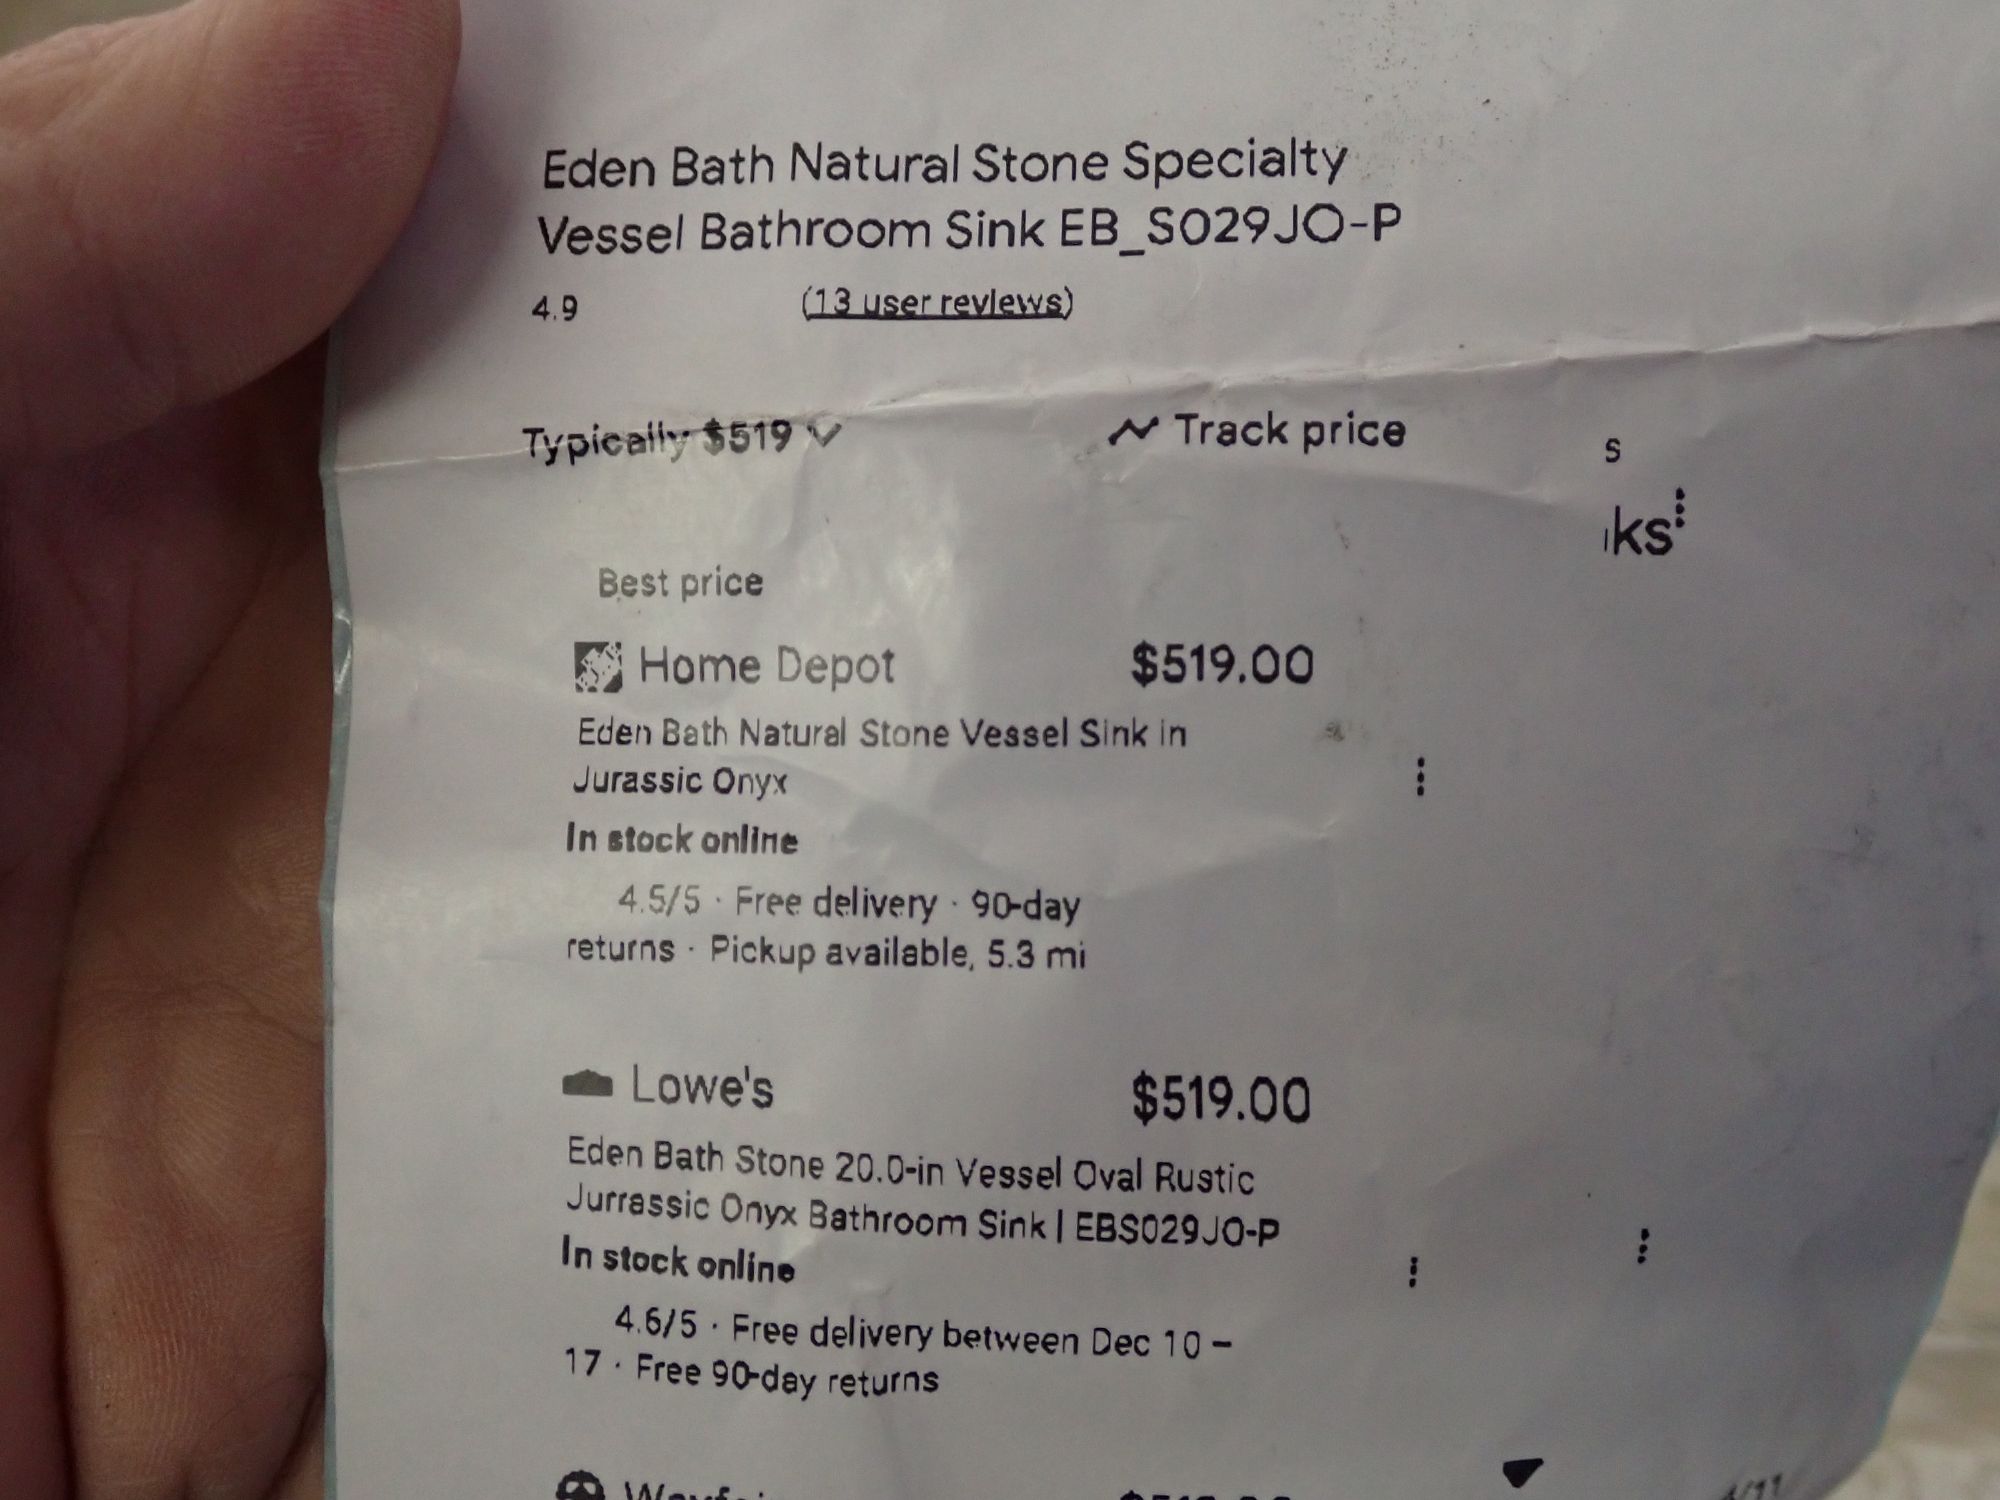 Eden Bath Natural Stone Specialty
Vessel Bathroom Sink EB_S029JO-P
4.9 (13 user reviews)
Typically $519 Track price
s
ks
Best price
Home Depot $519.00
Eden Bath Natural Stone Vessel Sink in
Jurassic Onyx
In stock online
4.5/5 · Free delivery · 90-day
returns · Pickup available, 5.3 mi
Lowe's $519.00
Eden Bath Stone 20.0-in Vessel Oval Rustic
Jurrassic Onyx Bathroom Sink | EBS029JO-P
In stock online
4.6/5 · Free delivery between Dec 10 –
17 · Free 90-day returns